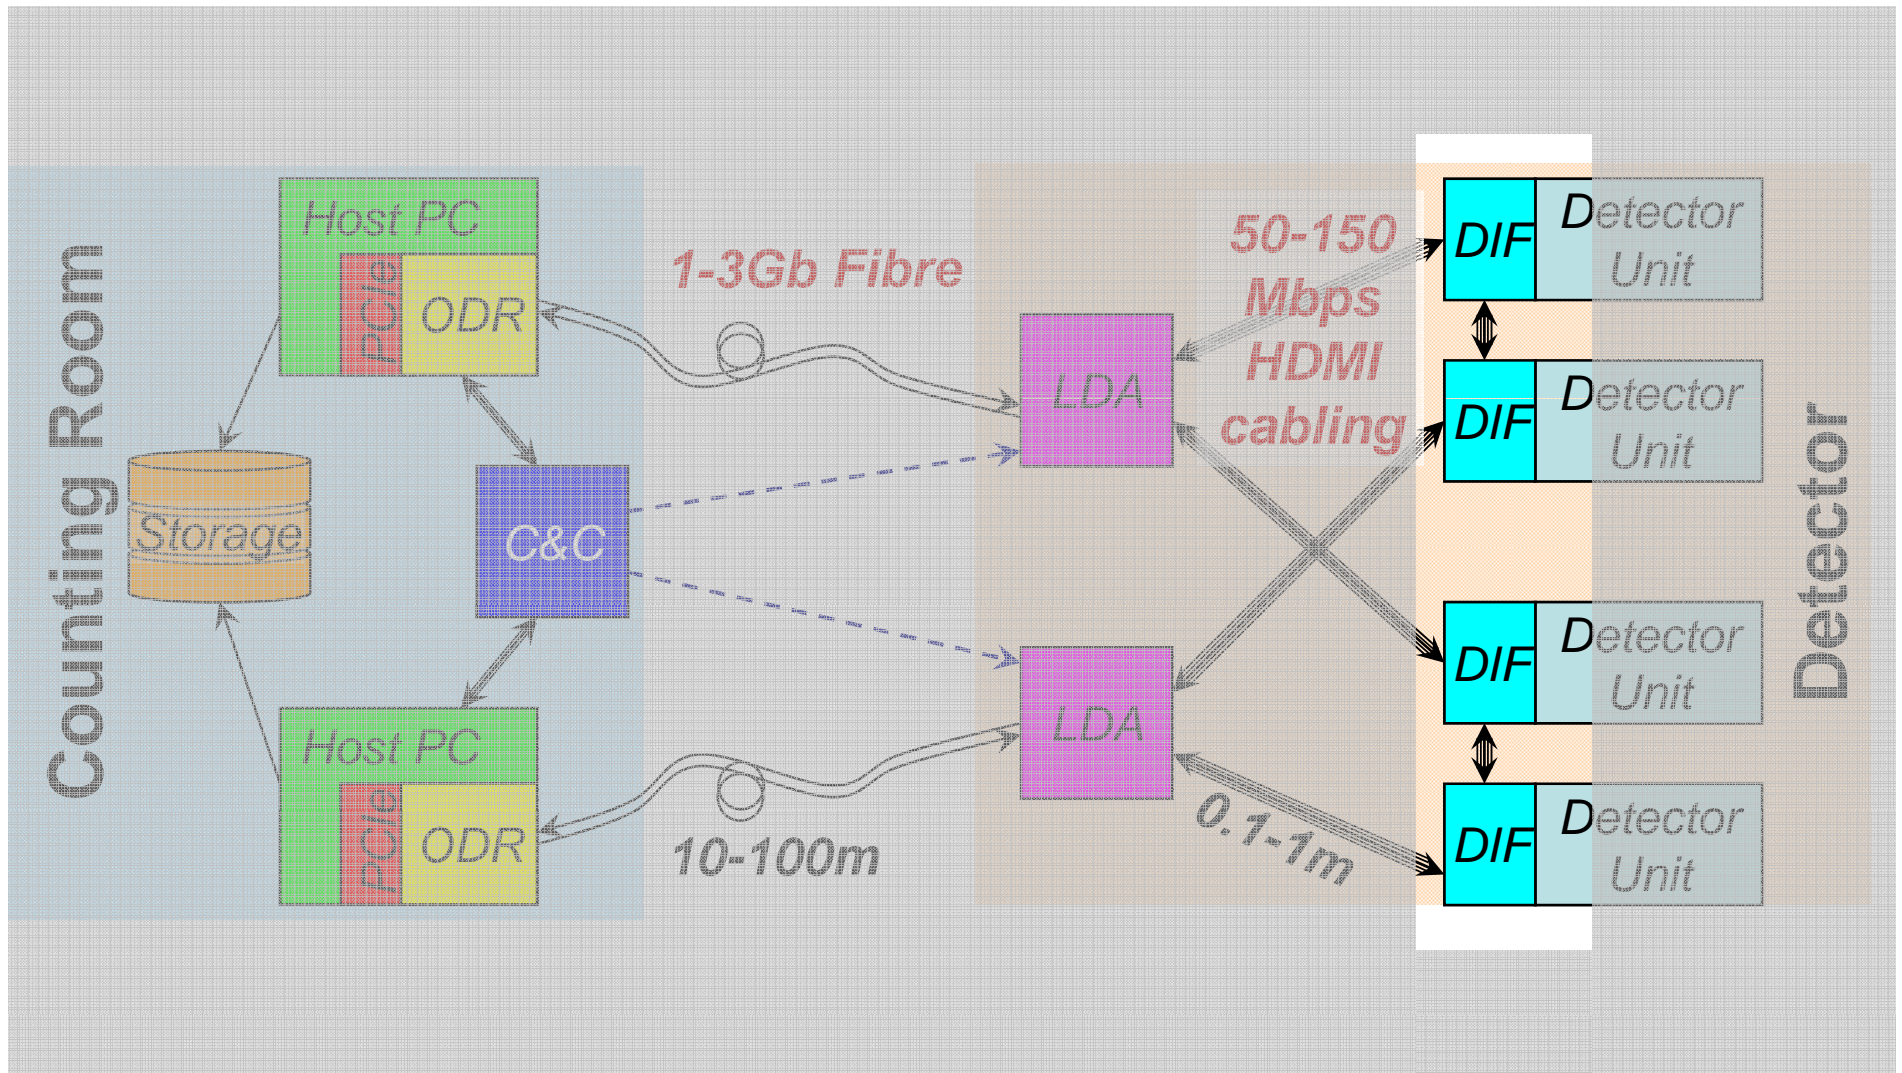 Counting Room
Host PC
PCIe
ODR
Storage
C&C
Host PC
PCIe
ODR
1-3Gb Fibre
10-100m
LDA
LDA
50-150
Mbps
HDMI
cabling
0.1-1m
DIF
Detector
Unit
DIF
Detector
Unit
DIF
Detector
Unit
DIF
Detector
Unit
Detector